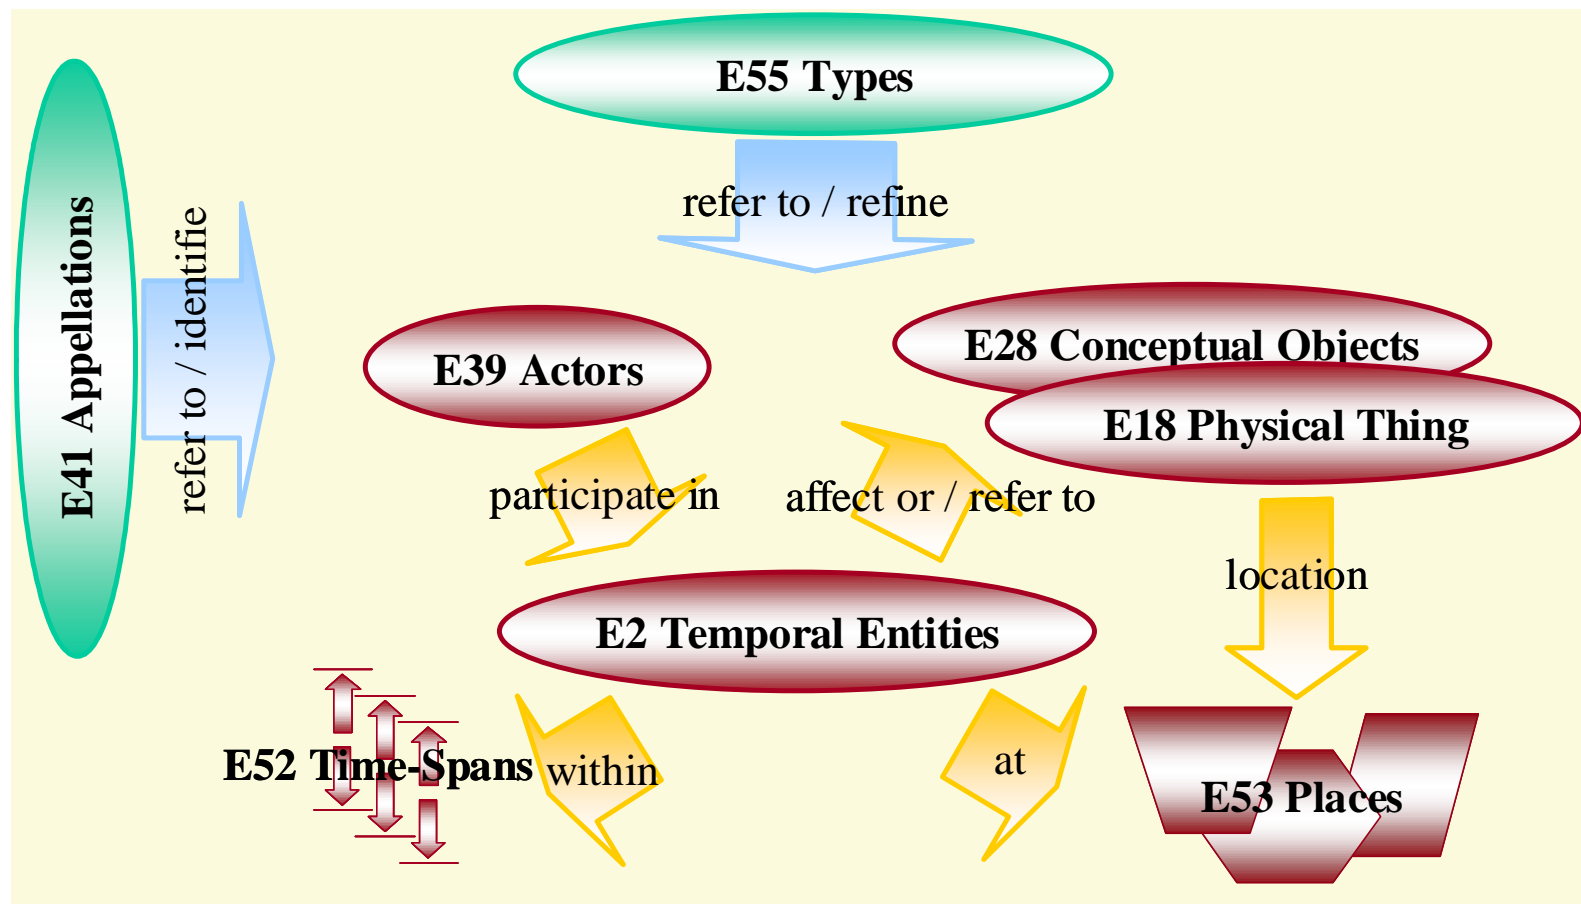 E55 Types
refer to / refine
E41 Appellations
refer to / identifie
E39 Actors
E28 Conceptual Objects
E18 Physical Thing
participate in
affect or / refer to
location
E2 Temporal Entities
E52 Time-Spans
within
at
E53 Places